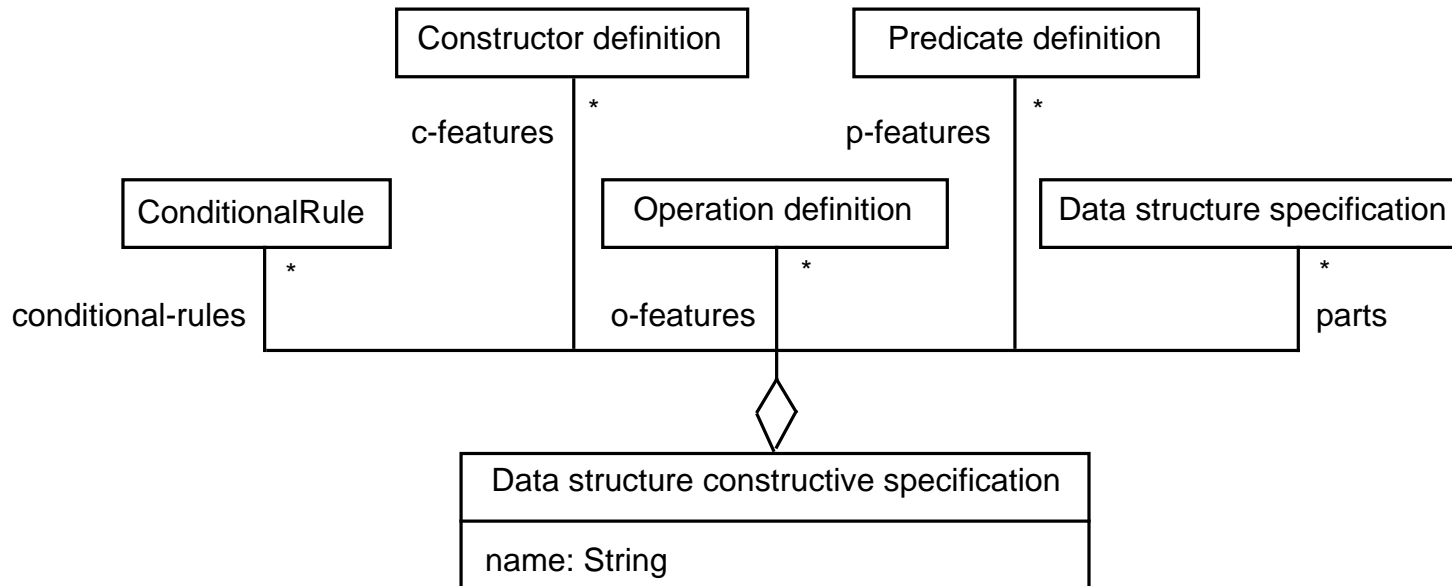 Constructor definition
Predicate definition
*
*
c-features
p-features
ConditionalRule
Operation definition
Data structure specification
*
*
*
conditional-rules
o-features
parts
Data structure constructive specification
name: String